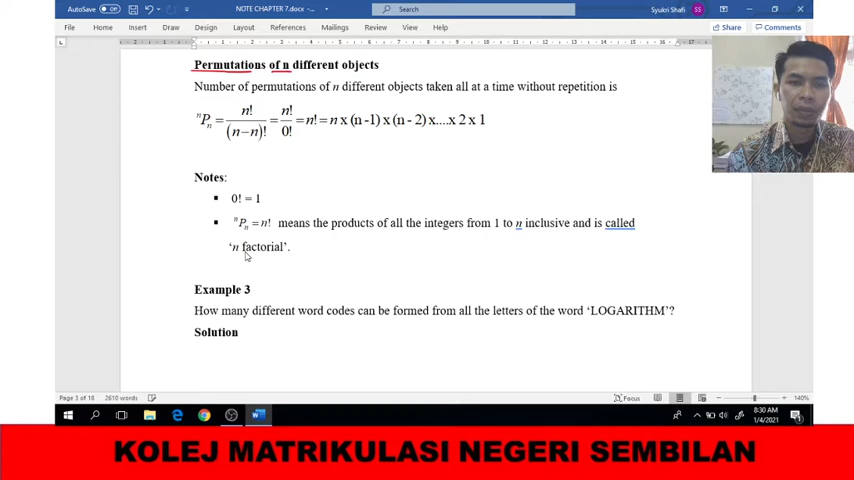 AutoSave Off
NOTE CHAPTER 7.docx
Search
Syukri Shafi
SS
File Home Insert Draw Design Layout References Mailings Review View Help
Share Comments
Permutations of n different objects
Number of permutations of n different objects taken all at a time without repetition is
ⁿPₙ = n!/(n−n)! = n!/0! = n! = n x (n -1) x (n - 2) x....x 2 x 1
Notes:
▪ 0! = 1
▪ ⁿPₙ = n! means the products of all the integers from 1 to n inclusive and is called
‘n factorial’.
Example 3
How many different word codes can be formed from all the letters of the word ‘LOGARITHM’?
Solution
Page 3 of 18 2610 words
Focus
140%
8:30 AM
1/4/2021
KOLEJ MATRIKULASI NEGERI SEMBILAN